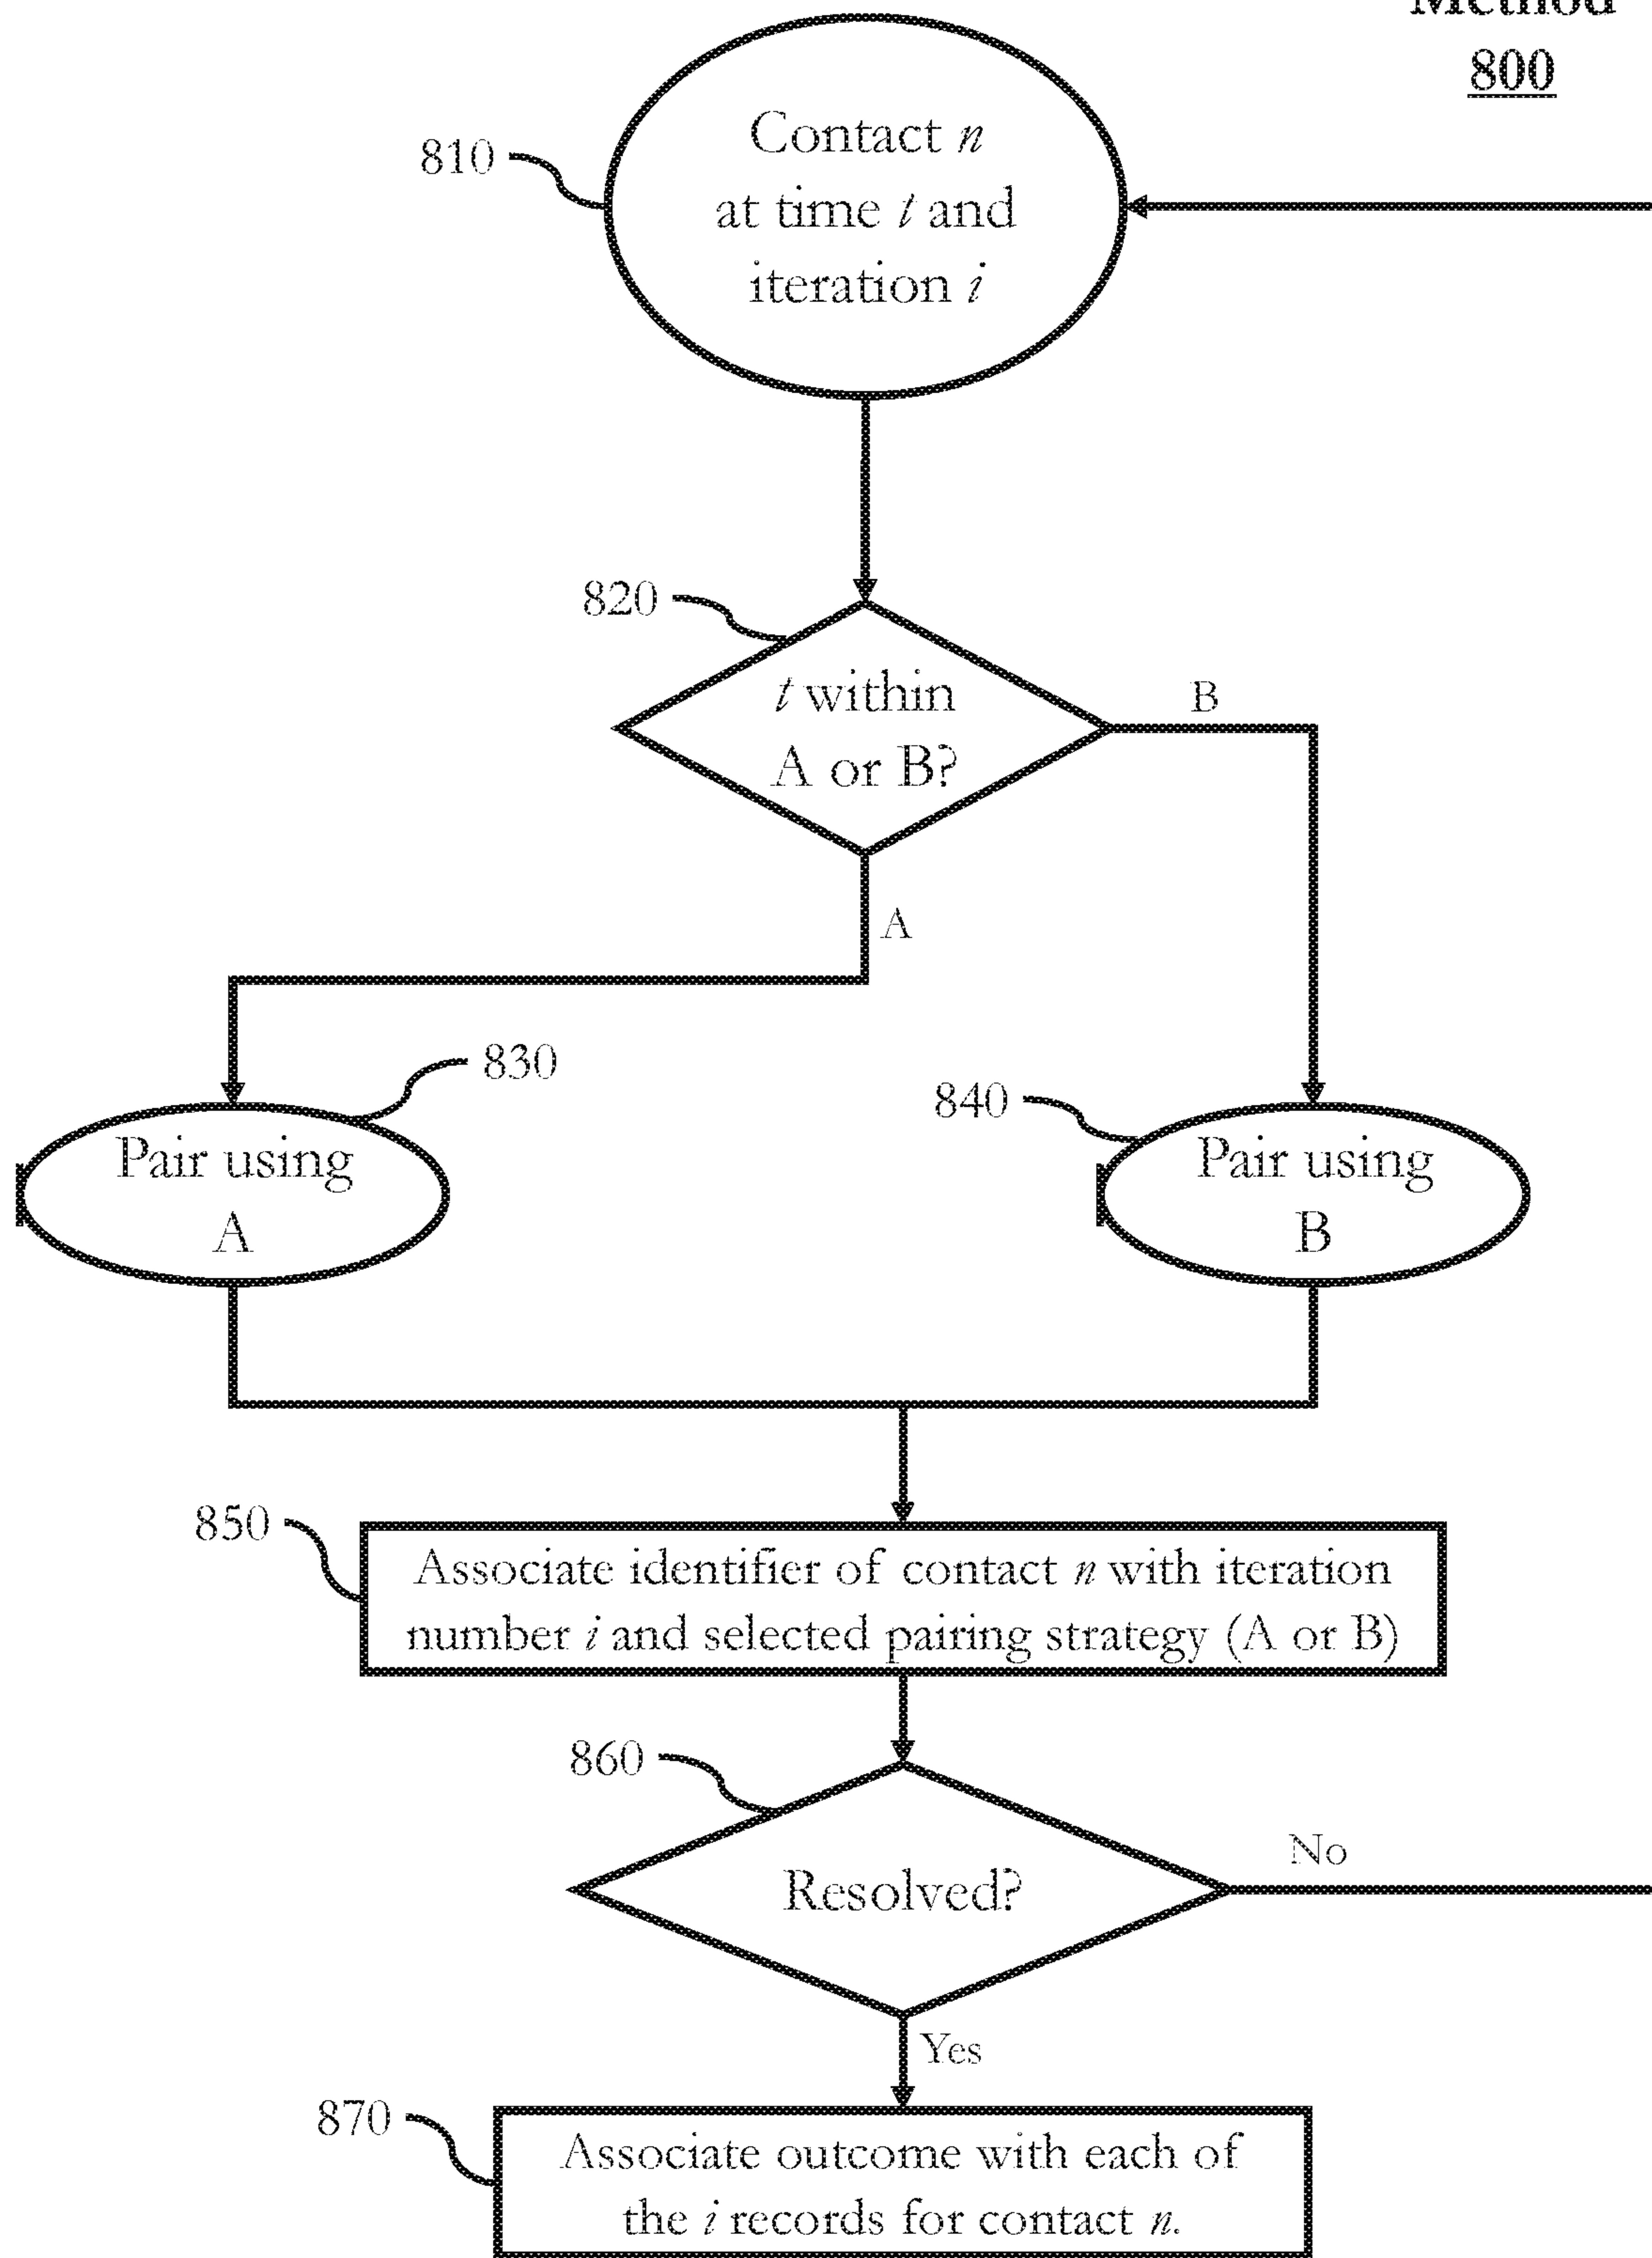 Method
800
810
Contact n
at time t and
iteration i
820
t within
A or B?
B
A
830
Pair using
A
840
Pair using
B
850
Associate identifier of contact n with iteration
number i and selected pairing strategy (A or B)
860
Resolved?
No
Yes
870
Associate outcome with each of
the i records for contact n.